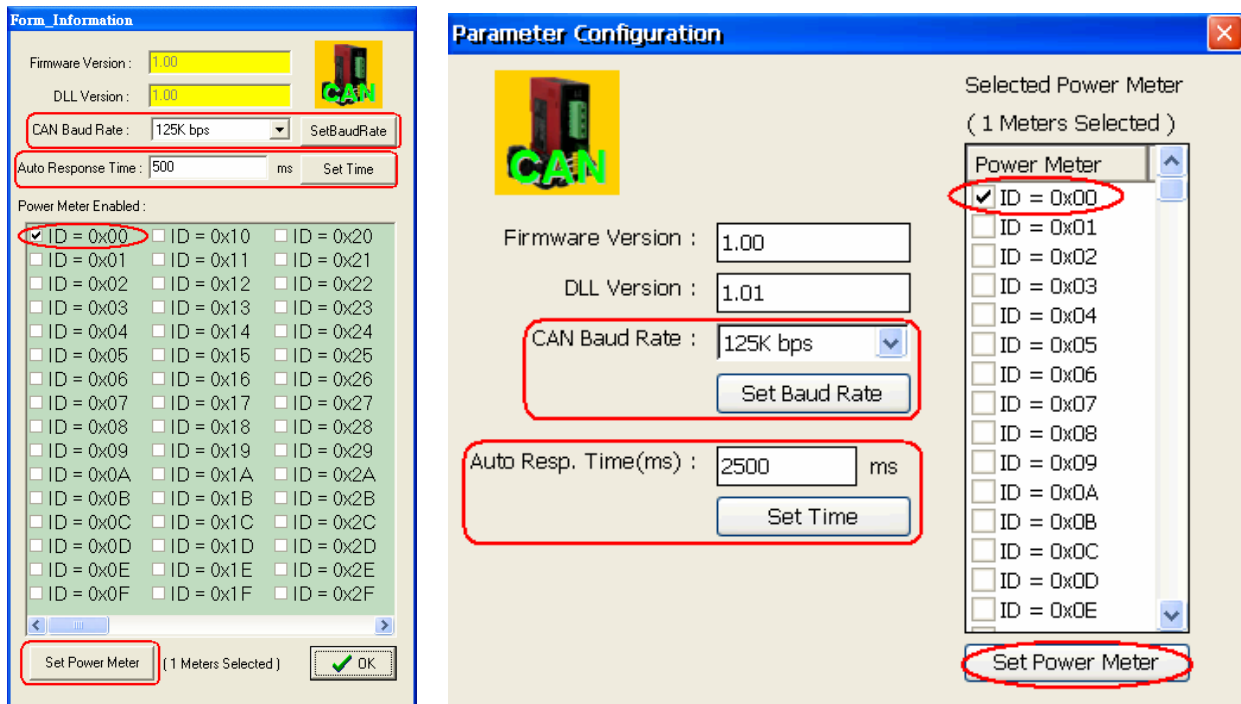 Form_Information
CAN
Firmware Version : 1.00
DLL Version : 1.00
CAN Baud Rate : 125K bps SetBaudRate
Auto Response Time : 500 ms Set Time
Power Meter Enabled :
ID = 0x00 ID = 0x10 ID = 0x20
ID = 0x01 ID = 0x11 ID = 0x21
ID = 0x02 ID = 0x12 ID = 0x22
ID = 0x03 ID = 0x13 ID = 0x23
ID = 0x04 ID = 0x14 ID = 0x24
ID = 0x05 ID = 0x15 ID = 0x25
ID = 0x06 ID = 0x16 ID = 0x26
ID = 0x07 ID = 0x17 ID = 0x27
ID = 0x08 ID = 0x18 ID = 0x28
ID = 0x09 ID = 0x19 ID = 0x29
ID = 0x0A ID = 0x1A ID = 0x2A
ID = 0x0B ID = 0x1B ID = 0x2B
ID = 0x0C ID = 0x1C ID = 0x2C
ID = 0x0D ID = 0x1D ID = 0x2D
ID = 0x0E ID = 0x1E ID = 0x2E
ID = 0x0F ID = 0x1F ID = 0x2F
Set Power Meter ( 1 Meters Selected ) OK
Parameter Configuration
CAN
Firmware Version : 1.00
DLL Version : 1.01
CAN Baud Rate : 125K bps
Set Baud Rate
Auto Resp. Time(ms) : 2500 ms
Set Time
Selected Power Meter
( 1 Meters Selected )
Power Meter
ID = 0x00
ID = 0x01
ID = 0x02
ID = 0x03
ID = 0x04
ID = 0x05
ID = 0x06
ID = 0x07
ID = 0x08
ID = 0x09
ID = 0x0A
ID = 0x0B
ID = 0x0C
ID = 0x0D
ID = 0x0E
Set Power Meter